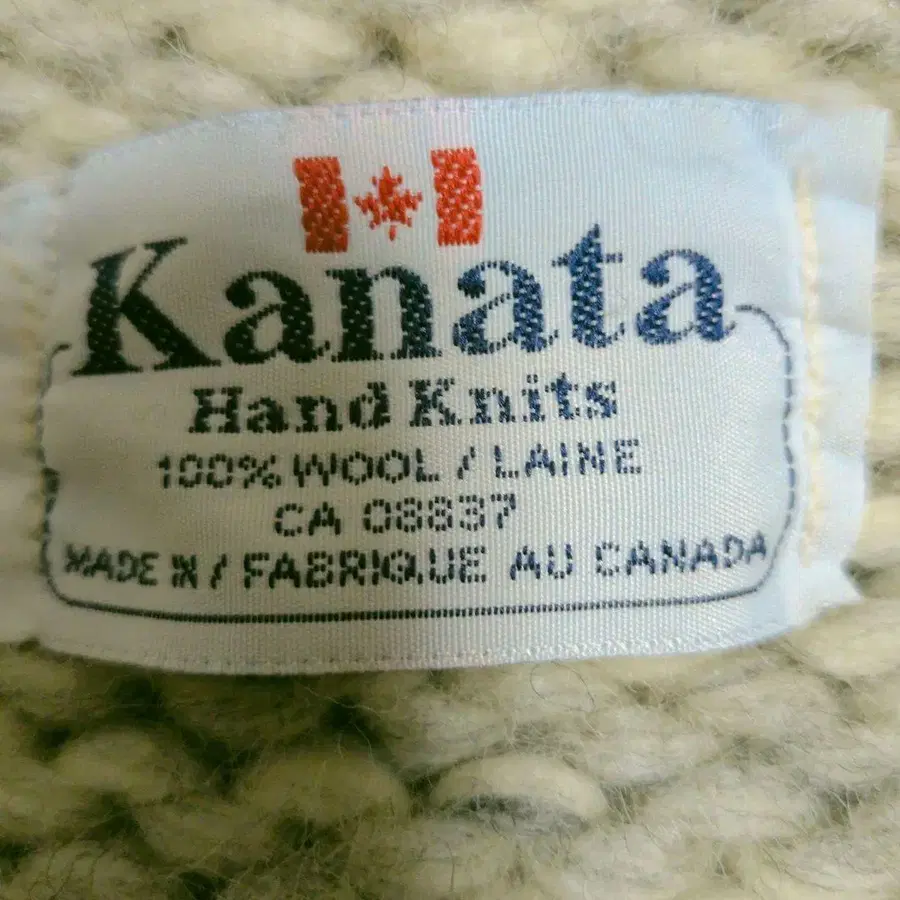 Kanata
Hand Knits
100% WOOL / LAINE
CA 08837
MADE IN / FABRIQUE AU CANADA